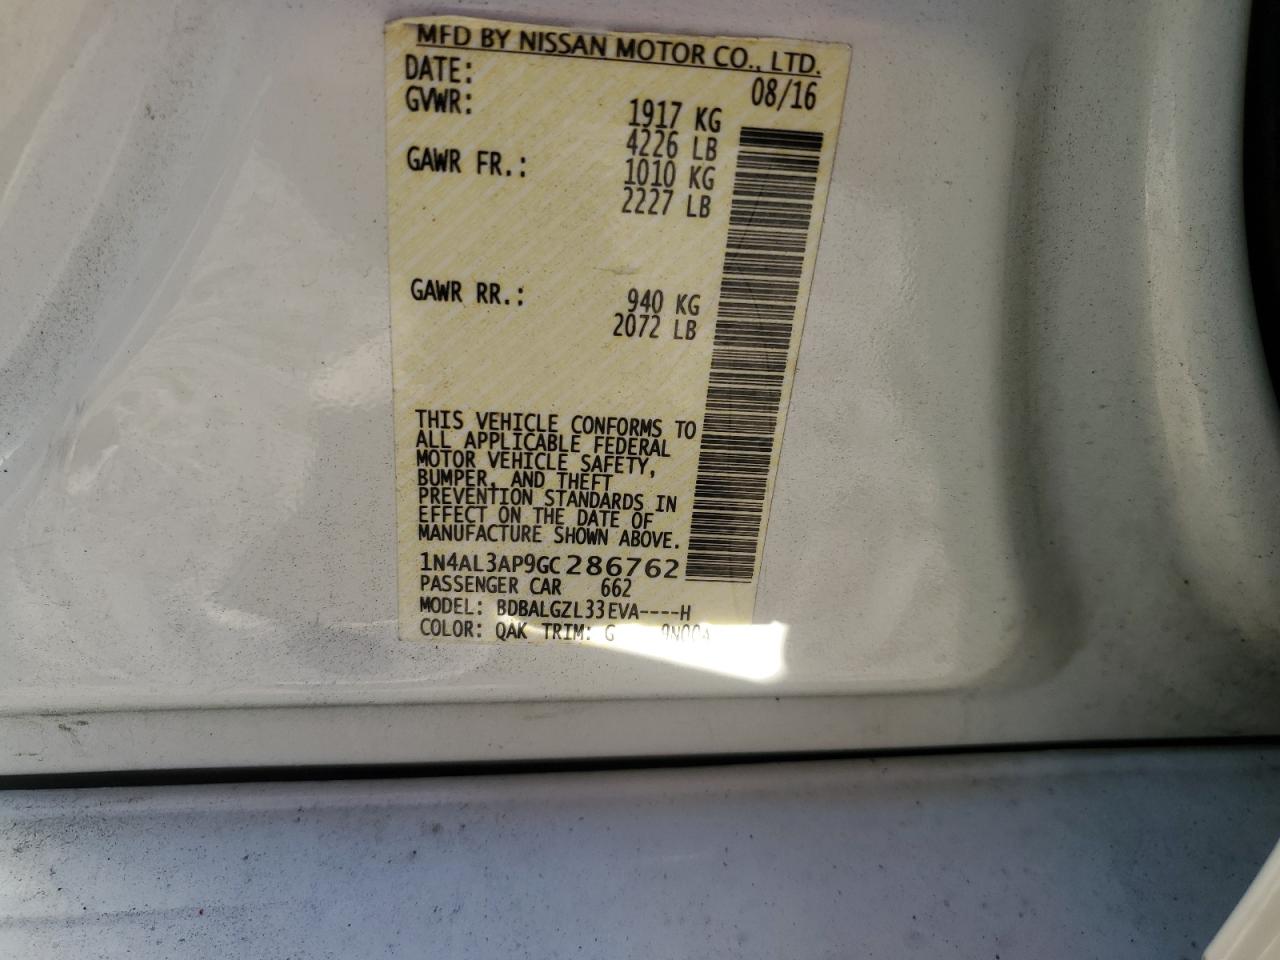 MFD BY NISSAN MOTOR CO., LTD.
DATE: 08/16
GVWR: 1917 KG
4226 LB
GAWR FR.: 1010 KG
2227 LB
GAWR RR.: 940 KG
2072 LB
THIS VEHICLE CONFORMS TO
ALL APPLICABLE FEDERAL
MOTOR VEHICLE SAFETY,
BUMPER, AND THEFT
PREVENTION STANDARDS IN
EFFECT ON THE DATE OF
MANUFACTURE SHOWN ABOVE.
1N4AL3AP9GC286762
PASSENGER CAR 662
MODEL: BDBALGZL33EVA----H
COLOR: QAK TRIM: G